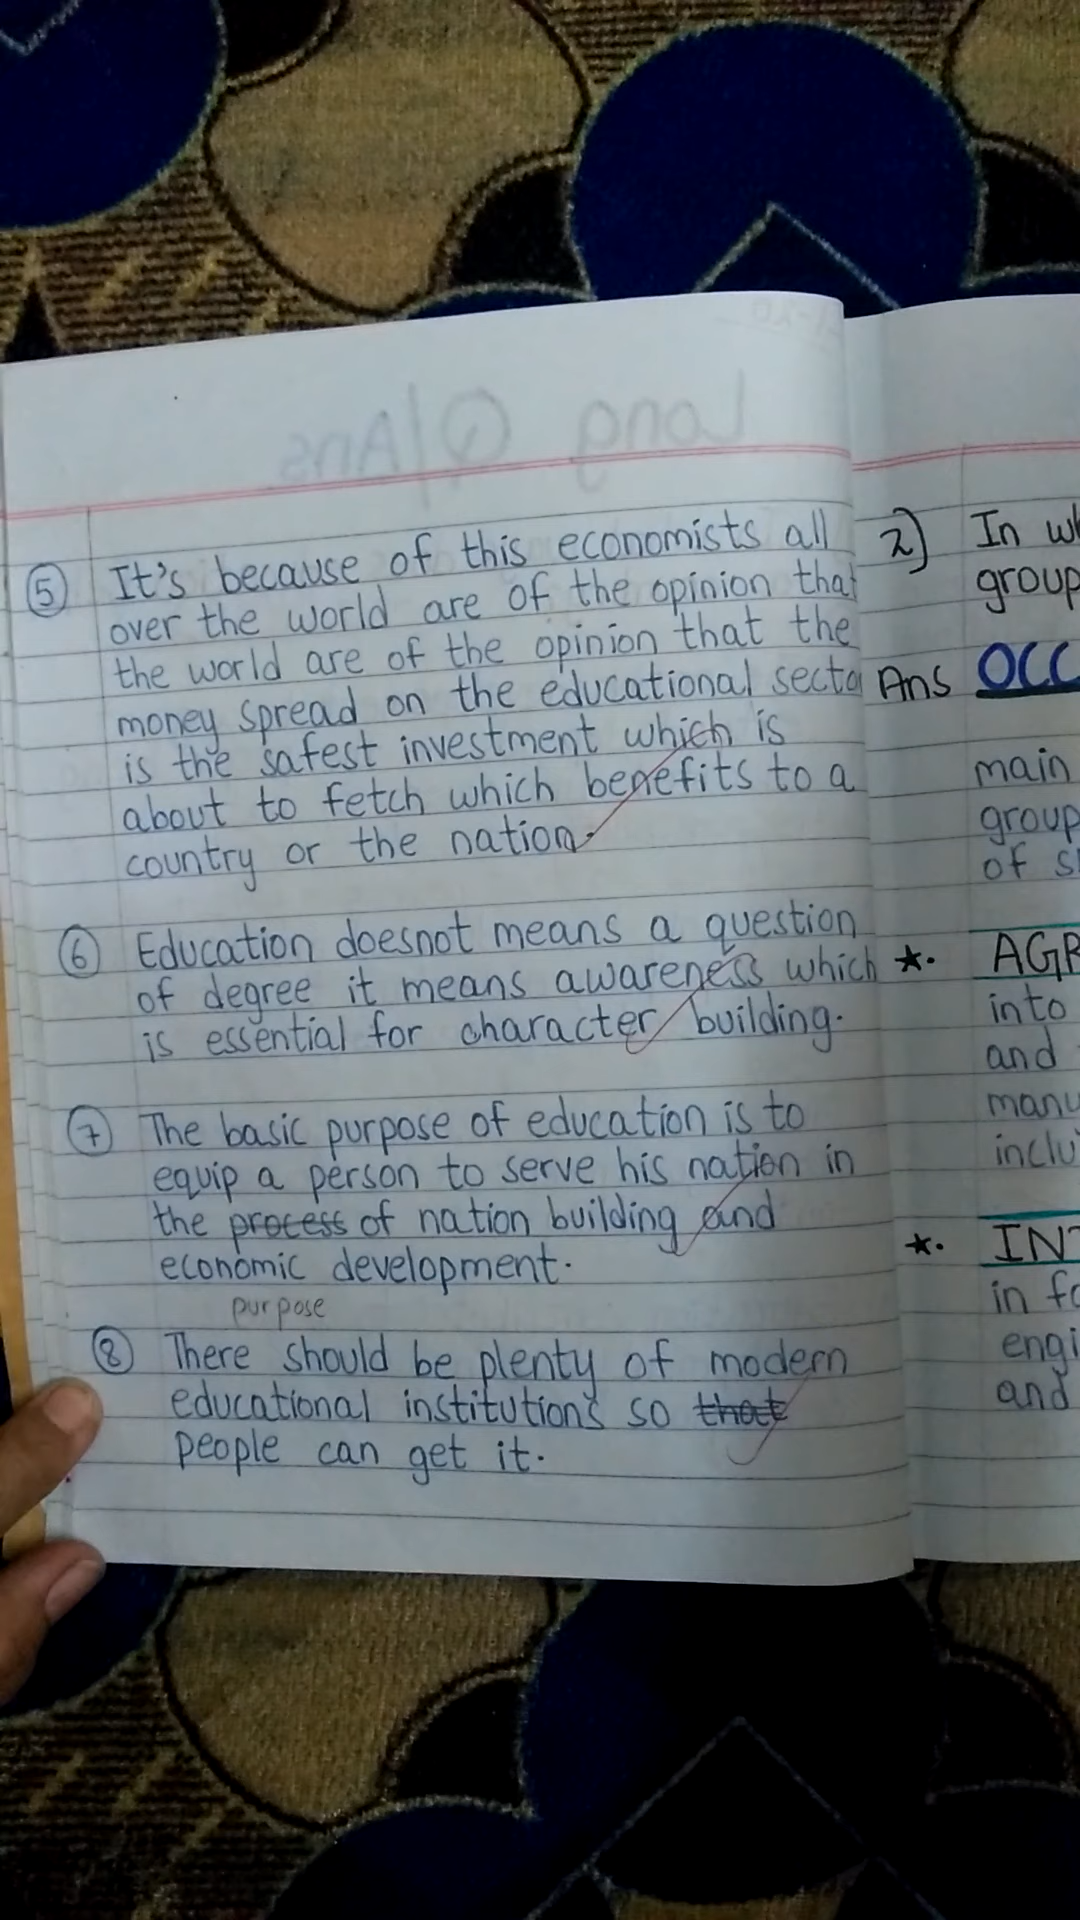 Long Q/Ans
5 It's because of this economists all
over the world are of the opinion that
the world are of the opinion that the
money spread on the educational secto
is the safest investment which is
about to fetch which benefits to a
country or the nation.
6 Education doesnot means a question
of degree it means awareness which
is essential for character building.
7 The basic purpose of education is to
equip a person to serve his nation in
the process of nation building and
economic development.
purpose
8 There should be plenty of modern
educational institutions so that
people can get it.
2) In wh
group
Ans OCC
main
group
of s
*. AGR
into
and
manu
inclu
*. INT
in fo
engi
and